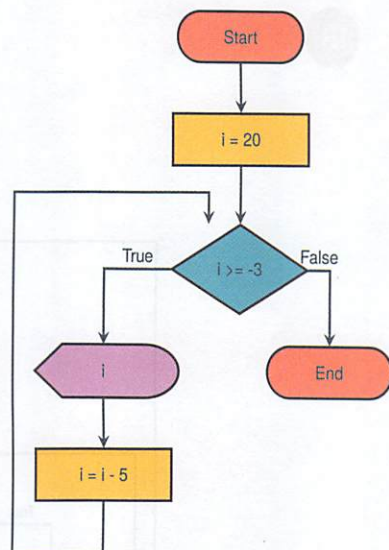 Start
i = 20
True
False
i >= -3
i
End
i = i - 5